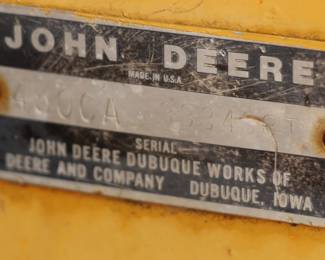 JOHN DEERE
MADE IN U.S.A
SERIAL
JOHN DEERE DUBUQUE WORKS OF
DEERE AND COMPANY DUBUQUE, IOWA